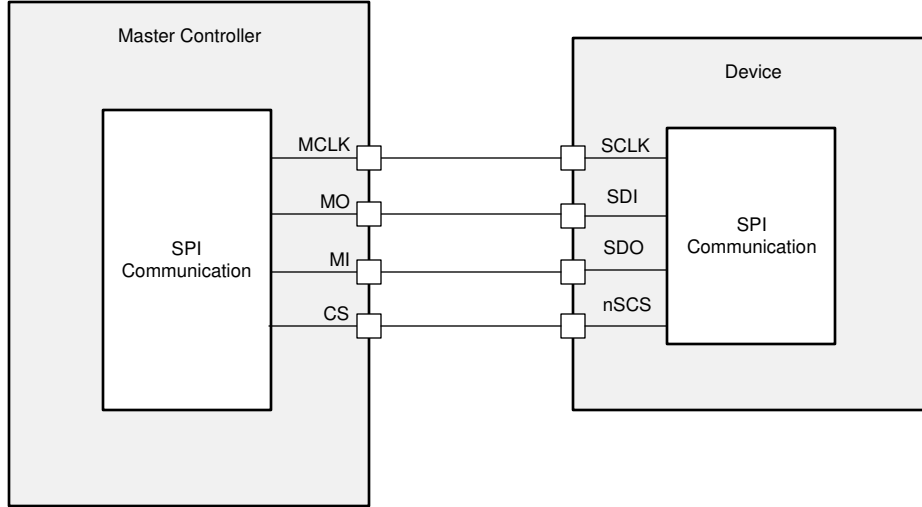 Master Controller
Device
MCLK
SCLK
MO
SDI
SPI
Communication
SPI
Communication
MI
SDO
CS
nSCS